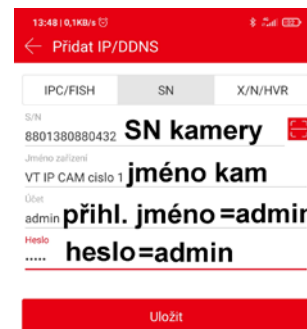 13:48 | 0,1KB/s
Přidat IP/DDNS
IPC/FISH SN X/N/HVR
S/N
8801380880432 SN kamery
Jméno zařízení
VT IP CAM cislo 1 jméno kam
Účet
admin přihl. jméno =admin
Heslo
..... heslo=admin
Uložit